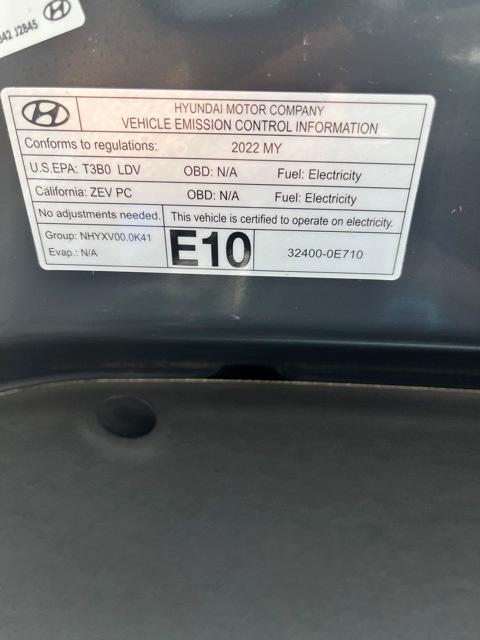 342 J2845
HYUNDAI MOTOR COMPANY
VEHICLE EMISSION CONTROL INFORMATION
Conforms to regulations: 2022 MY
U.S.EPA: T3B0 LDV OBD: N/A Fuel: Electricity
California: ZEV PC OBD: N/A Fuel: Electricity
No adjustments needed. This vehicle is certified to operate on electricity.
Group: NHYXV00.0K41
Evap.: N/A
E10
32400-0E710